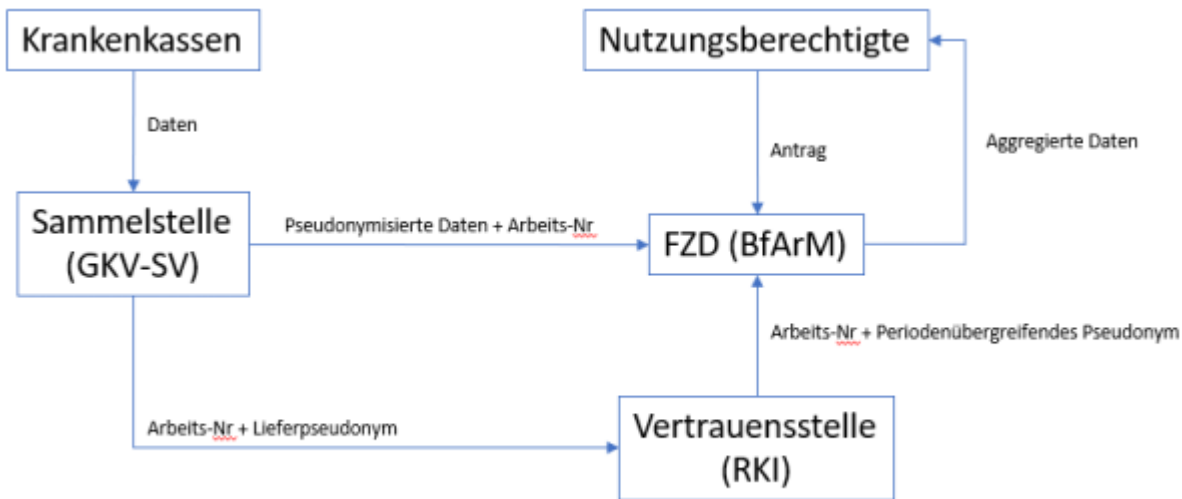 Krankenkassen
Nutzungsberechtigte
Daten
Antrag
Aggregierte Daten
Sammelstelle
(GKV-SV)
Pseudonymisierte Daten + Arbeits-Nr
FZD (BfArM)
Arbeits-Nr + Periodenübergreifendes Pseudonym
Arbeits-Nr + Lieferpseudonym
Vertrauensstelle
(RKI)